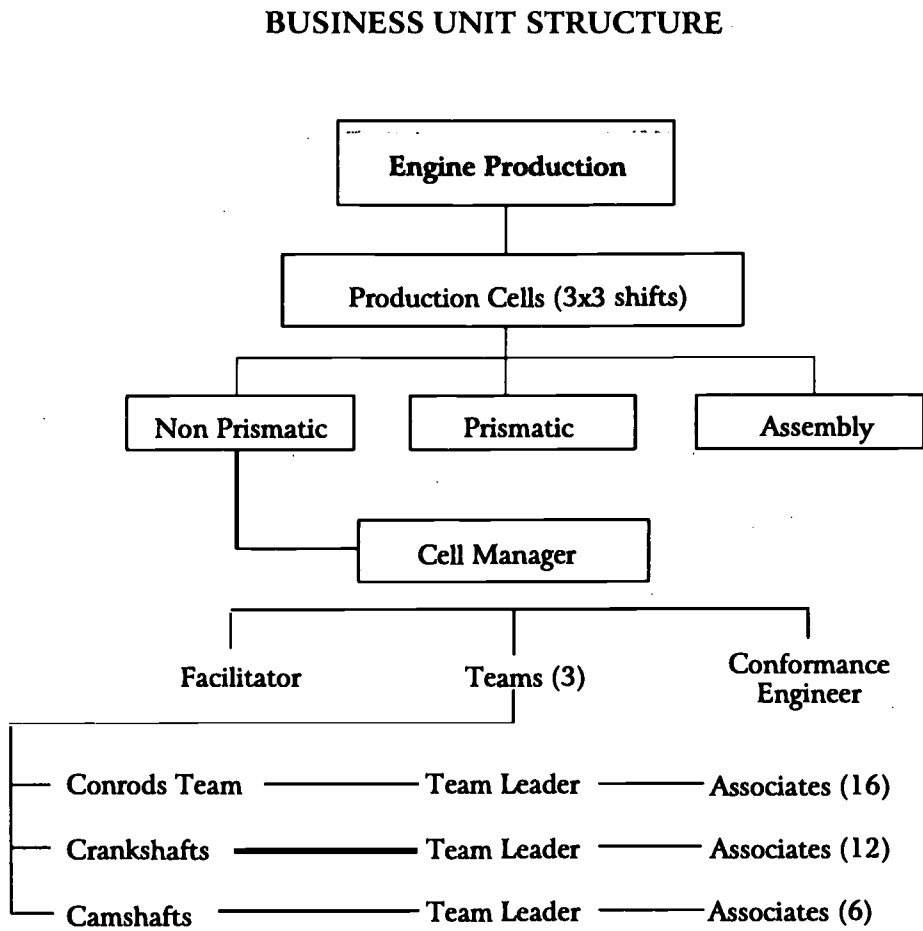 BUSINESS UNIT STRUCTURE
Engine Production
Production Cells (3x3 shifts)
Non Prismatic Prismatic Assembly
Cell Manager
Facilitator Teams (3) Conformance
Engineer
Conrods Team Team Leader Associates (16)
Crankshafts Team Leader Associates (12)
Camshafts Team Leader Associates (6)